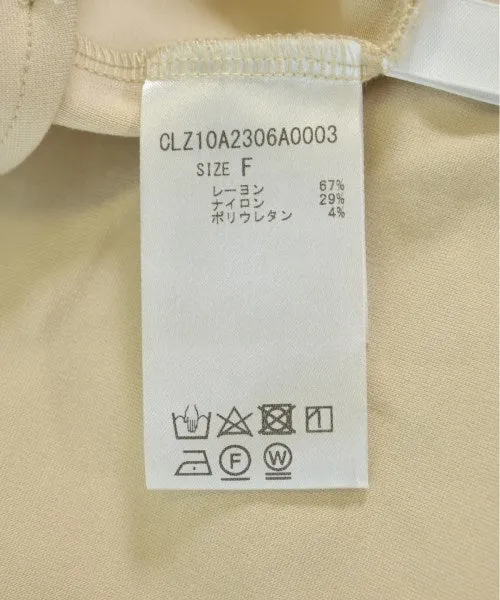 CLZ10A2306A0003
SIZE F
レーヨン 67%
ナイロン 29%
ポリウレタン 4%
F W